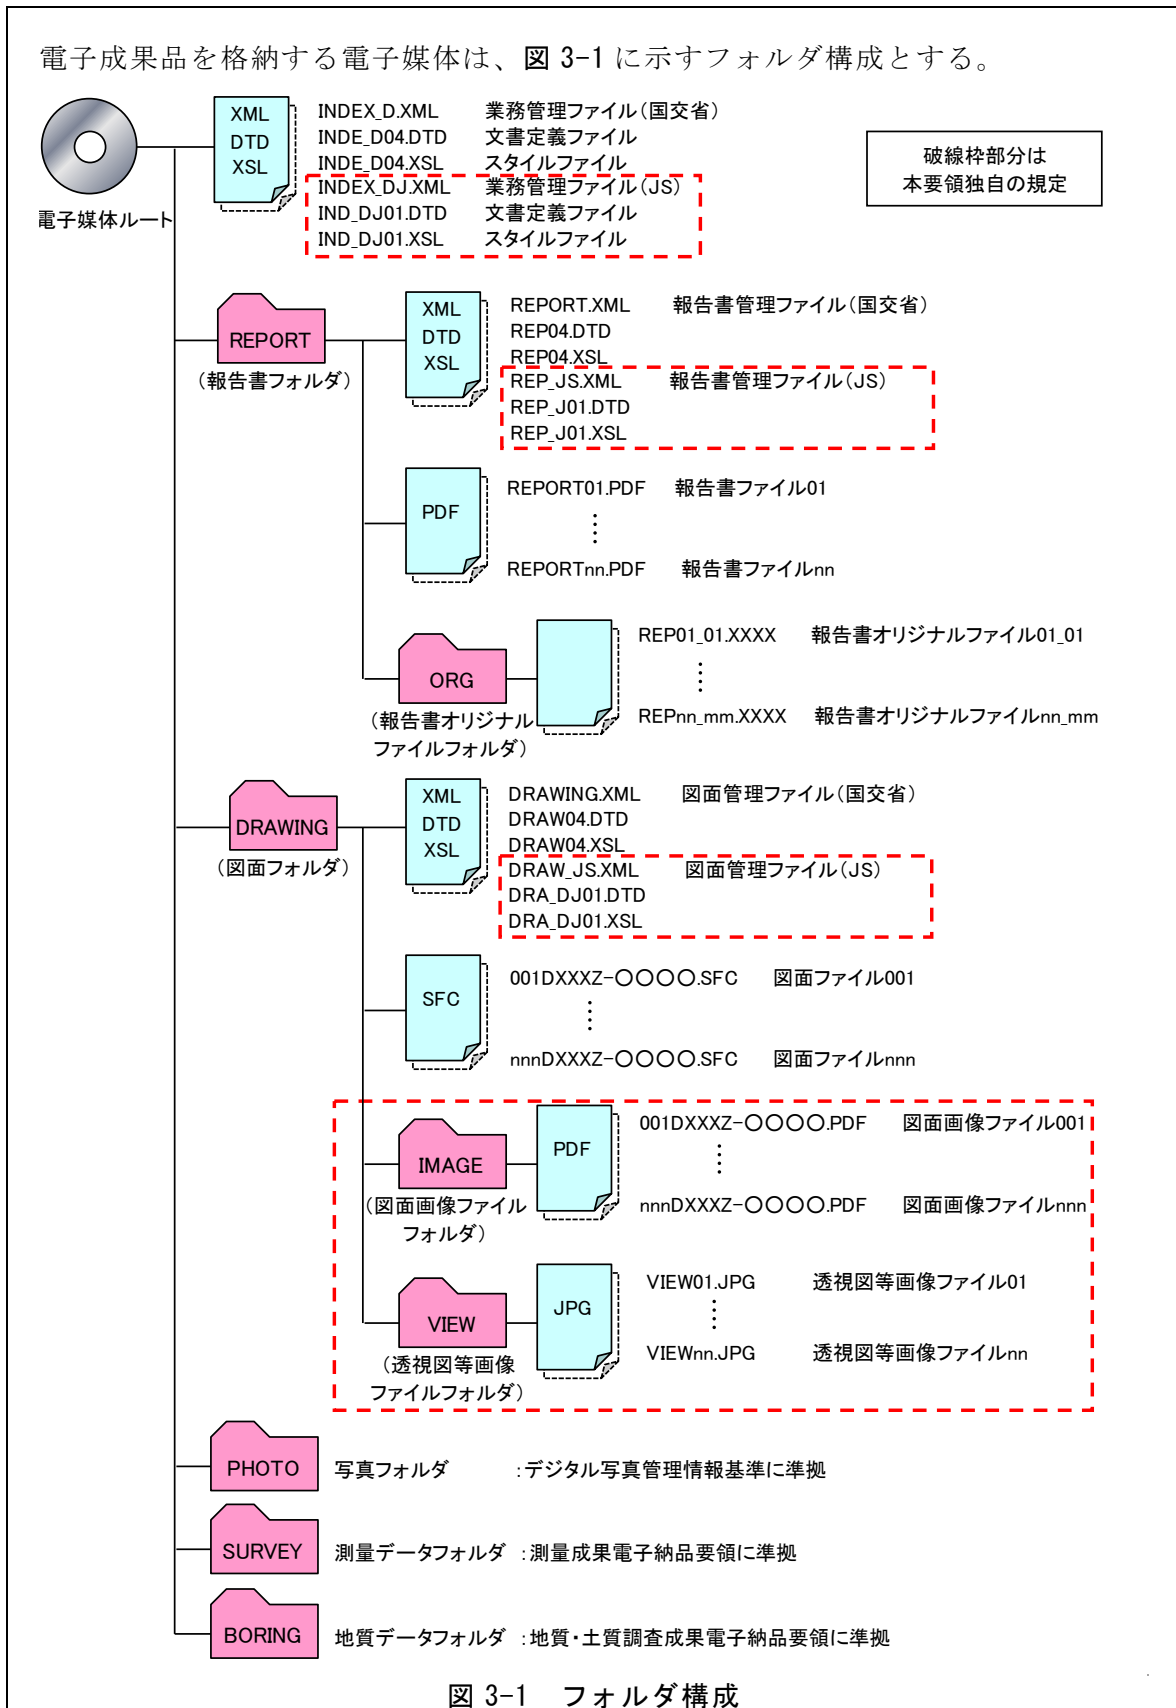 電子成果品を格納する電子媒体は、図 3-1 に示すフォルダ構成とする。
XML
DTD
XSL
INDEX_D.XML 業務管理ファイル(国交省)
INDE_D04.DTD 文書定義ファイル
INDE_D04.XSL スタイルファイル
INDEX_DJ.XML 業務管理ファイル(JS)
IND_DJ01.DTD 文書定義ファイル
IND_DJ01.XSL スタイルファイル
破線枠部分は
本要領独自の規定
電子媒体ルート
REPORT
(報告書フォルダ)
XML
DTD
XSL
REPORT.XML 報告書管理ファイル(国交省)
REP04.DTD
REP04.XSL
REP_JS.XML 報告書管理ファイル(JS)
REP_J01.DTD
REP_J01.XSL
PDF
REPORT01.PDF 報告書ファイル01
REPORTnn.PDF 報告書ファイルnn
ORG
(報告書オリジナル
ファイルフォルダ)
REP01_01.XXXX 報告書オリジナルファイル01_01
REPnn_mm.XXXX 報告書オリジナルファイルnn_mm
DRAWING
(図面フォルダ)
XML
DTD
XSL
DRAWING.XML 図面管理ファイル(国交省)
DRAW04.DTD
DRAW04.XSL
DRAW_JS.XML 図面管理ファイル(JS)
DRA_DJ01.DTD
DRA_DJ01.XSL
SFC
001DXXXZ-〇〇〇〇.SFC 図面ファイル001
nnnDXXXZ-〇〇〇〇.SFC 図面ファイルnnn
IMAGE
(図面画像ファイル
フォルダ)
PDF
001DXXXZ-〇〇〇〇.PDF 図面画像ファイル001
nnnDXXXZ-〇〇〇〇.PDF 図面画像ファイルnnn
VIEW
(透視図等画像
ファイルフォルダ)
JPG
VIEW01.JPG 透視図等画像ファイル01
VIEWnn.JPG 透視図等画像ファイルnn
PHOTO 写真フォルダ :デジタル写真管理情報基準に準拠
SURVEY 測量データフォルダ :測量成果電子納品要領に準拠
BORING 地質データフォルダ :地質・土質調査成果電子納品要領に準拠
図 3-1 フォルダ構成